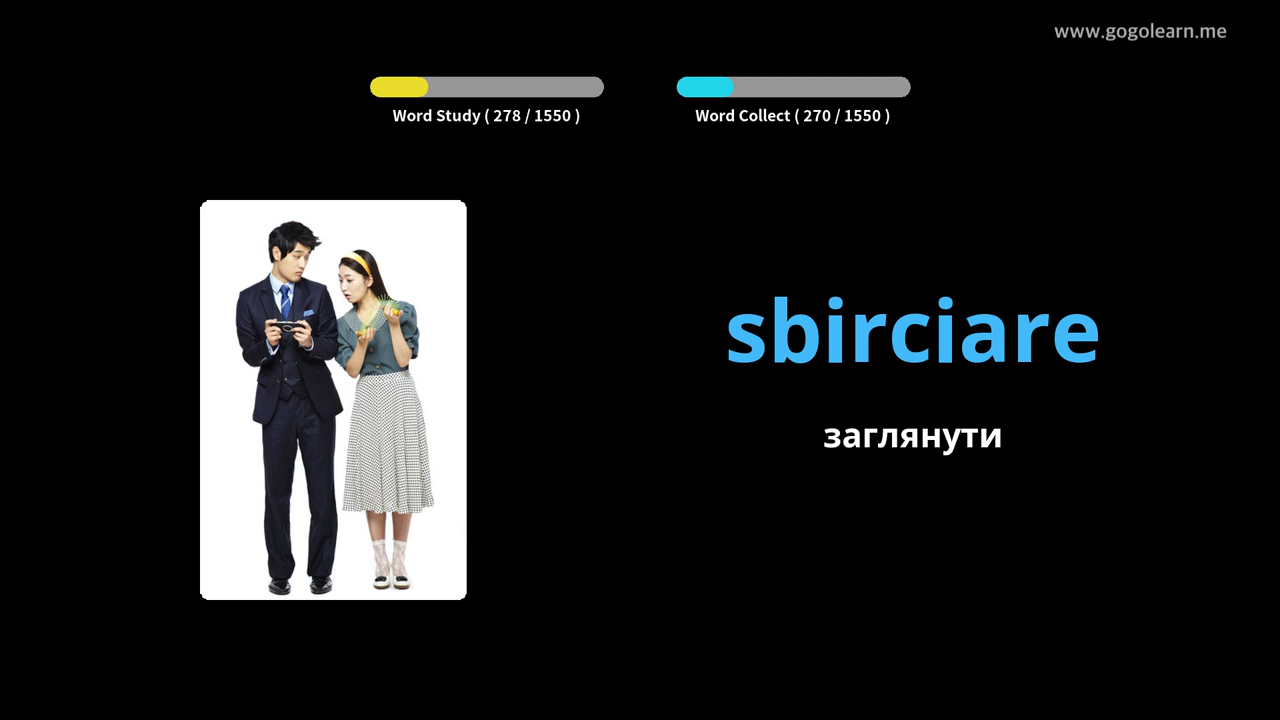 www.gogolearn.me
Word Study ( 278 / 1550 )
Word Collect ( 270 / 1550 )
sbirciare
заглянути